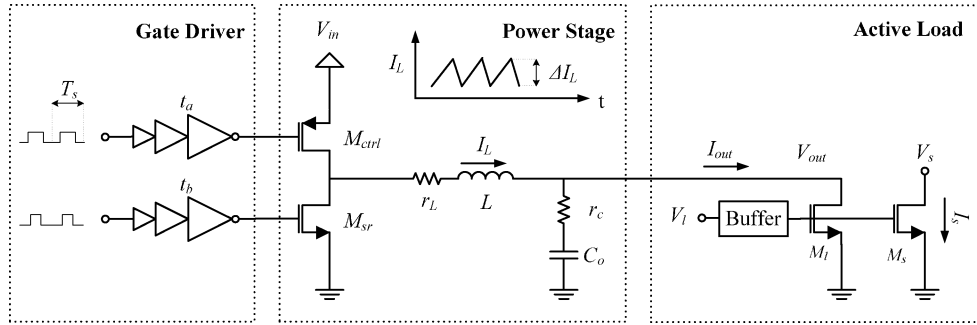 Gate Driver
Power Stage
Active Load
V_in
I_L
ΔI_L
t
T_s
t_a
M_ctrl
t_b
M_sr
r_L
I_L
L
r_c
C_o
I_out
V_out
V_s
V_l
Buffer
M_l
M_s
I_s